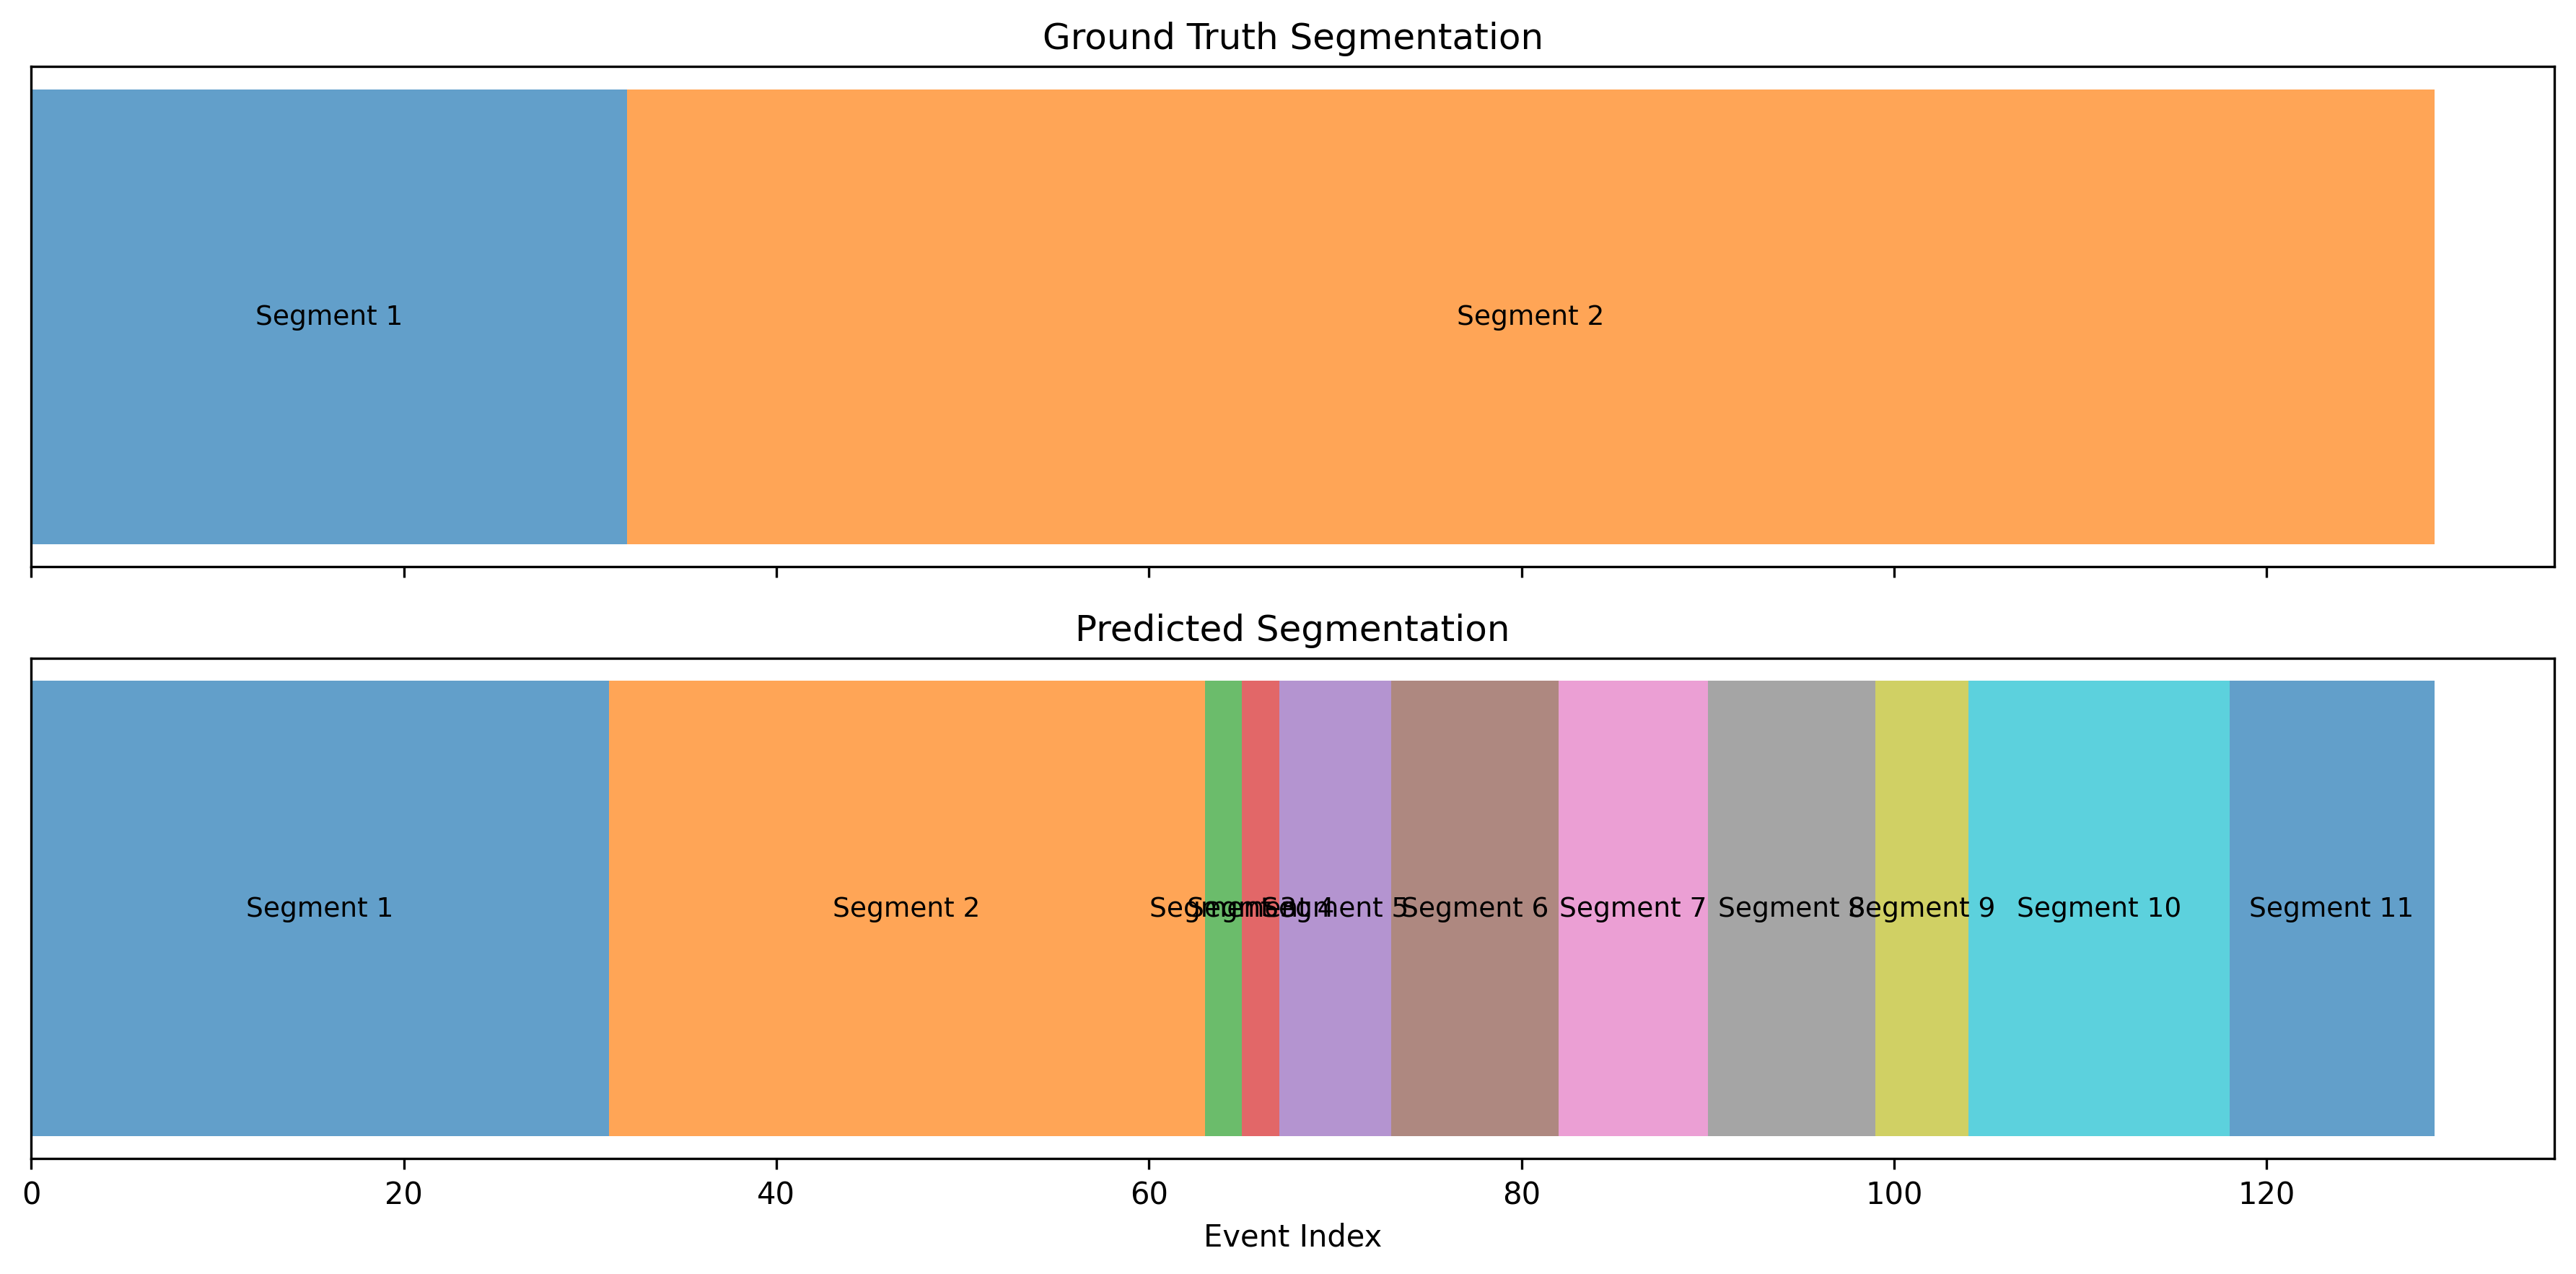 Ground Truth Segmentation
Segment 1
Segment 2
Predicted Segmentation
Segment 1
Segment 2
Segment 3
Segment 4
Segment 5
Segment 6
Segment 7
Segment 8
Segment 9
Segment 10
Segment 11
0 20 40 60 80 100 120
Event Index